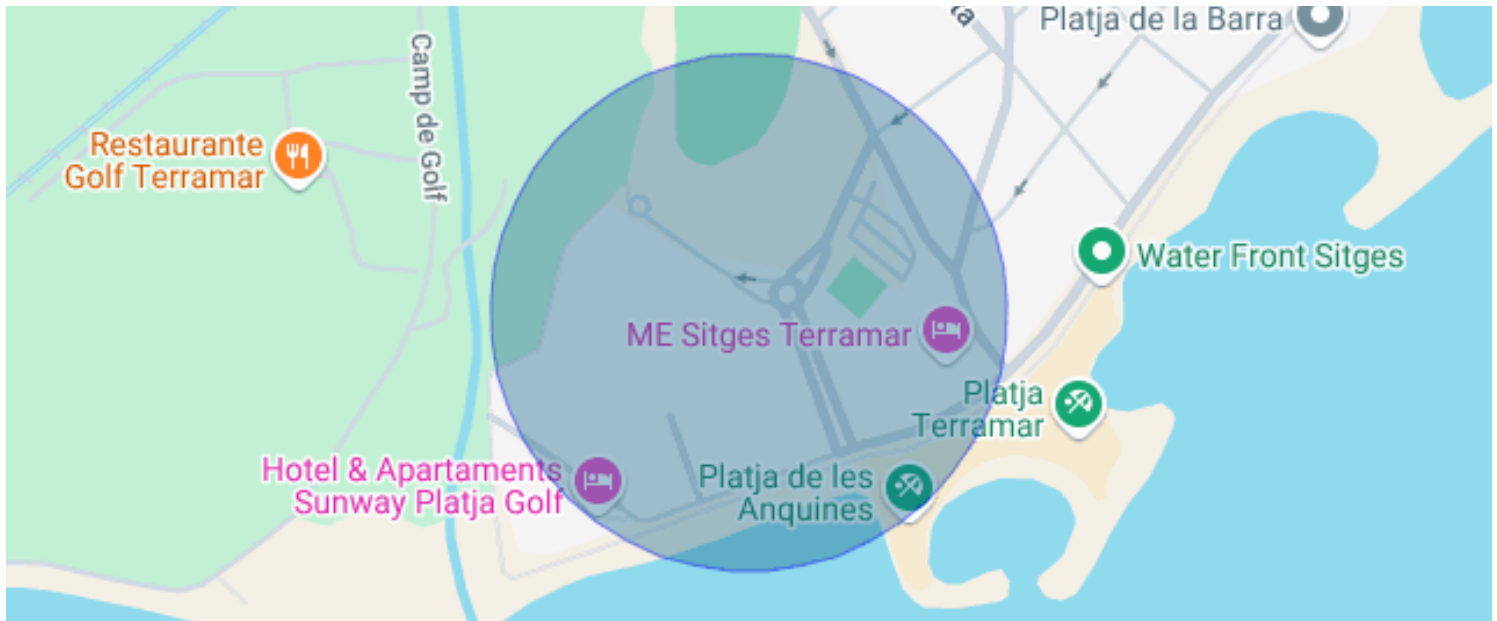 Platja de la Barra
Camp de Golf
Restaurante
Golf Terramar
Water Front Sitges
ME Sitges Terramar
Platja
Terramar
Hotel & Apartaments
Sunway Platja Golf
Platja de les
Anquines